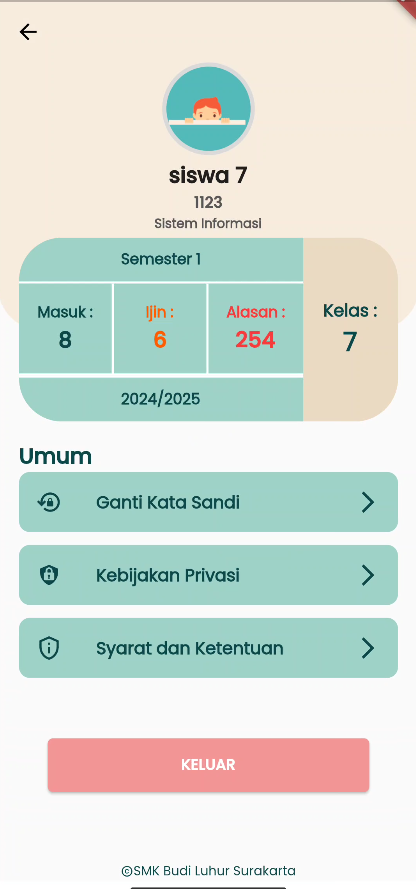 siswa 7
1123
Sistem Informasi
Semester 1
Masuk :
8
Ijin :
6
Alasan :
254
Kelas :
7
2024/2025
Umum
Ganti Kata Sandi
Kebijakan Privasi
Syarat dan Ketentuan
KELUAR
©SMK Budi Luhur Surakarta